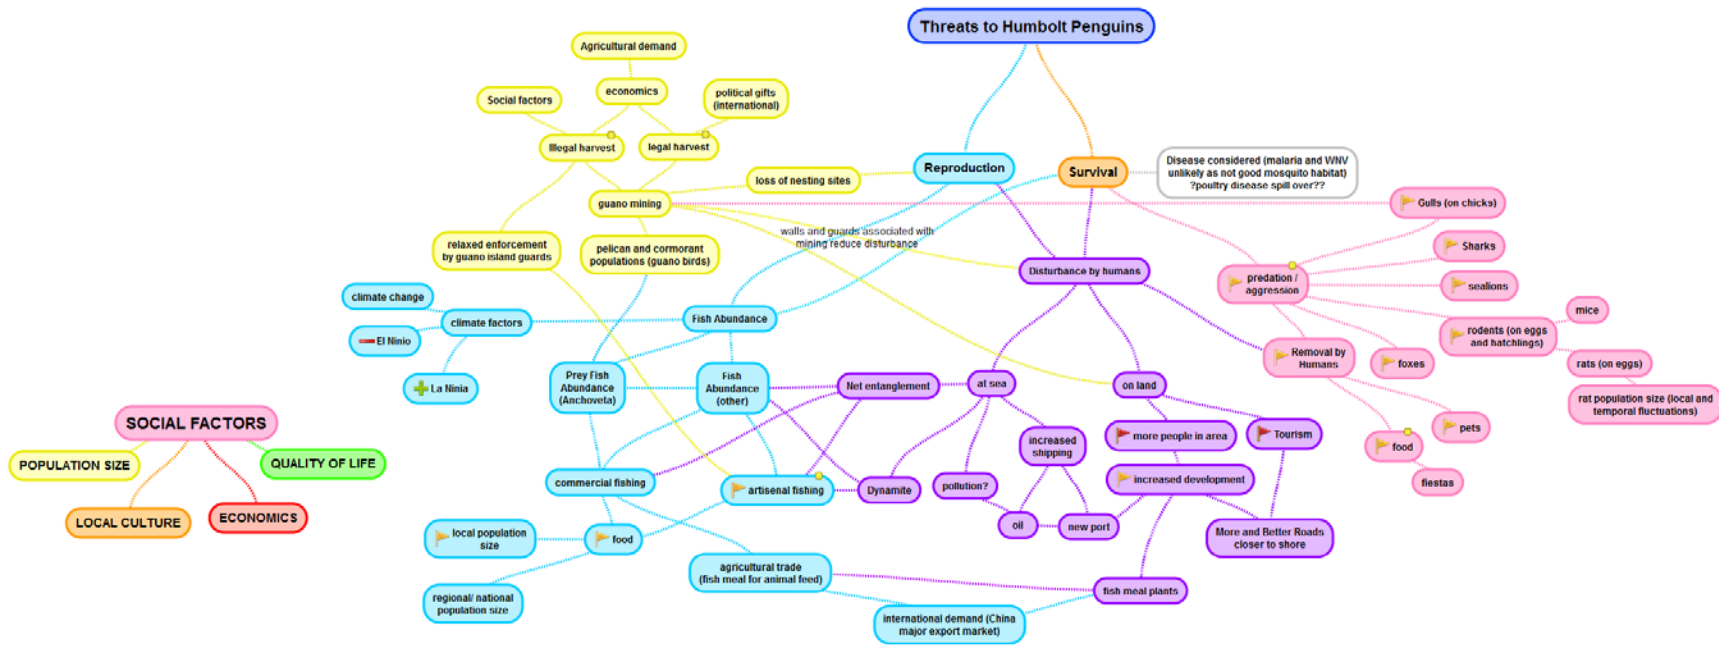 Threats to Humbolt Penguins
Agricultural demand
economics
Social factors
political gifts
(international)
Illegal harvest
legal harvest
loss of nesting sites
guano mining
Reproduction
Survival
Disease considered (malaria and WNV
unlikely as not good mosquito habitat)
?poultry disease spill over??
Gulls (on chicks)
walls and guards associated with
mining reduce disturbance
relaxed enforcement
by guano island guards
pelican and cormorant
populations (guano birds)
Disturbance by humans
Sharks
predation /
aggression
sealions
climate change
climate factors
El Ninio
La Ninia
Fish Abundance
mice
rodents (on eggs
and hatchlings)
rats (on eggs)
rat population size (local and
temporal fluctuations)
Removal by
Humans
foxes
pets
food
fiestas
Prey Fish
Abundance
(Anchoveta)
Fish
Abundance
(other)
Net entanglement
at sea
on land
more people in area
Tourism
increased
shipping
increased development
pollution?
oil
new port
More and Better Roads
closer to shore
commercial fishing
artisenal fishing
Dynamite
local population
size
food
regional/ national
population size
agricultural trade
(fish meal for animal feed)
fish meal plants
international demand (China
major export market)
SOCIAL FACTORS
POPULATION SIZE
QUALITY OF LIFE
LOCAL CULTURE
ECONOMICS